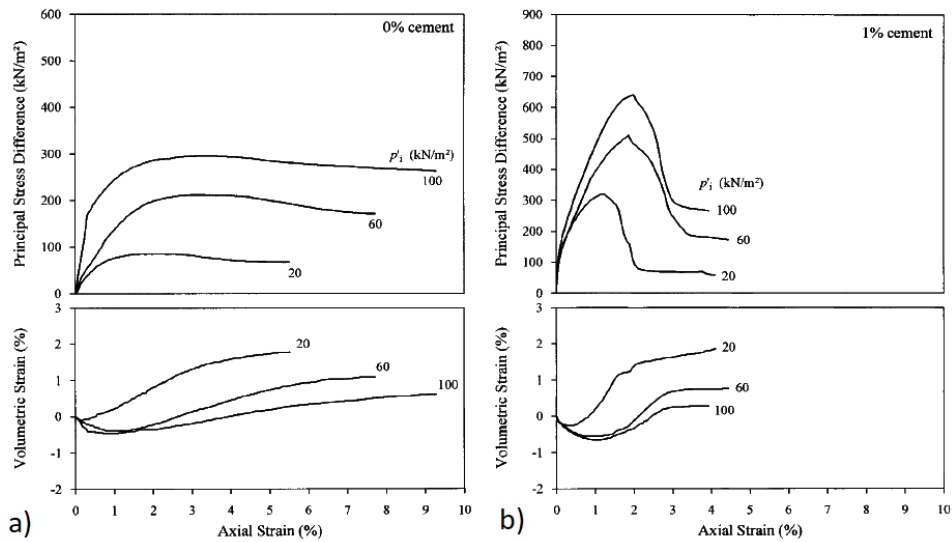 0% cement
Principal Stress Difference (kN/m²)
600
500
400
300
200
100
0
p'i (kN/m²)
100
60
20
Volumetric Strain (%)
3
2
1
0
-1
-2
20
60
100
0 1 2 3 4 5 6 7 8 9 10
Axial Strain (%)
a)
1% cement
Principal Stress Difference (kN/m²)
900
800
700
600
500
400
300
200
100
0
p'i (kN/m²)
100
60
20
Volumetric Strain (%)
3
2
1
0
-1
-2
20
60
100
0 1 2 3 4 5 6 7 8 9 10
Axial Strain (%)
b)